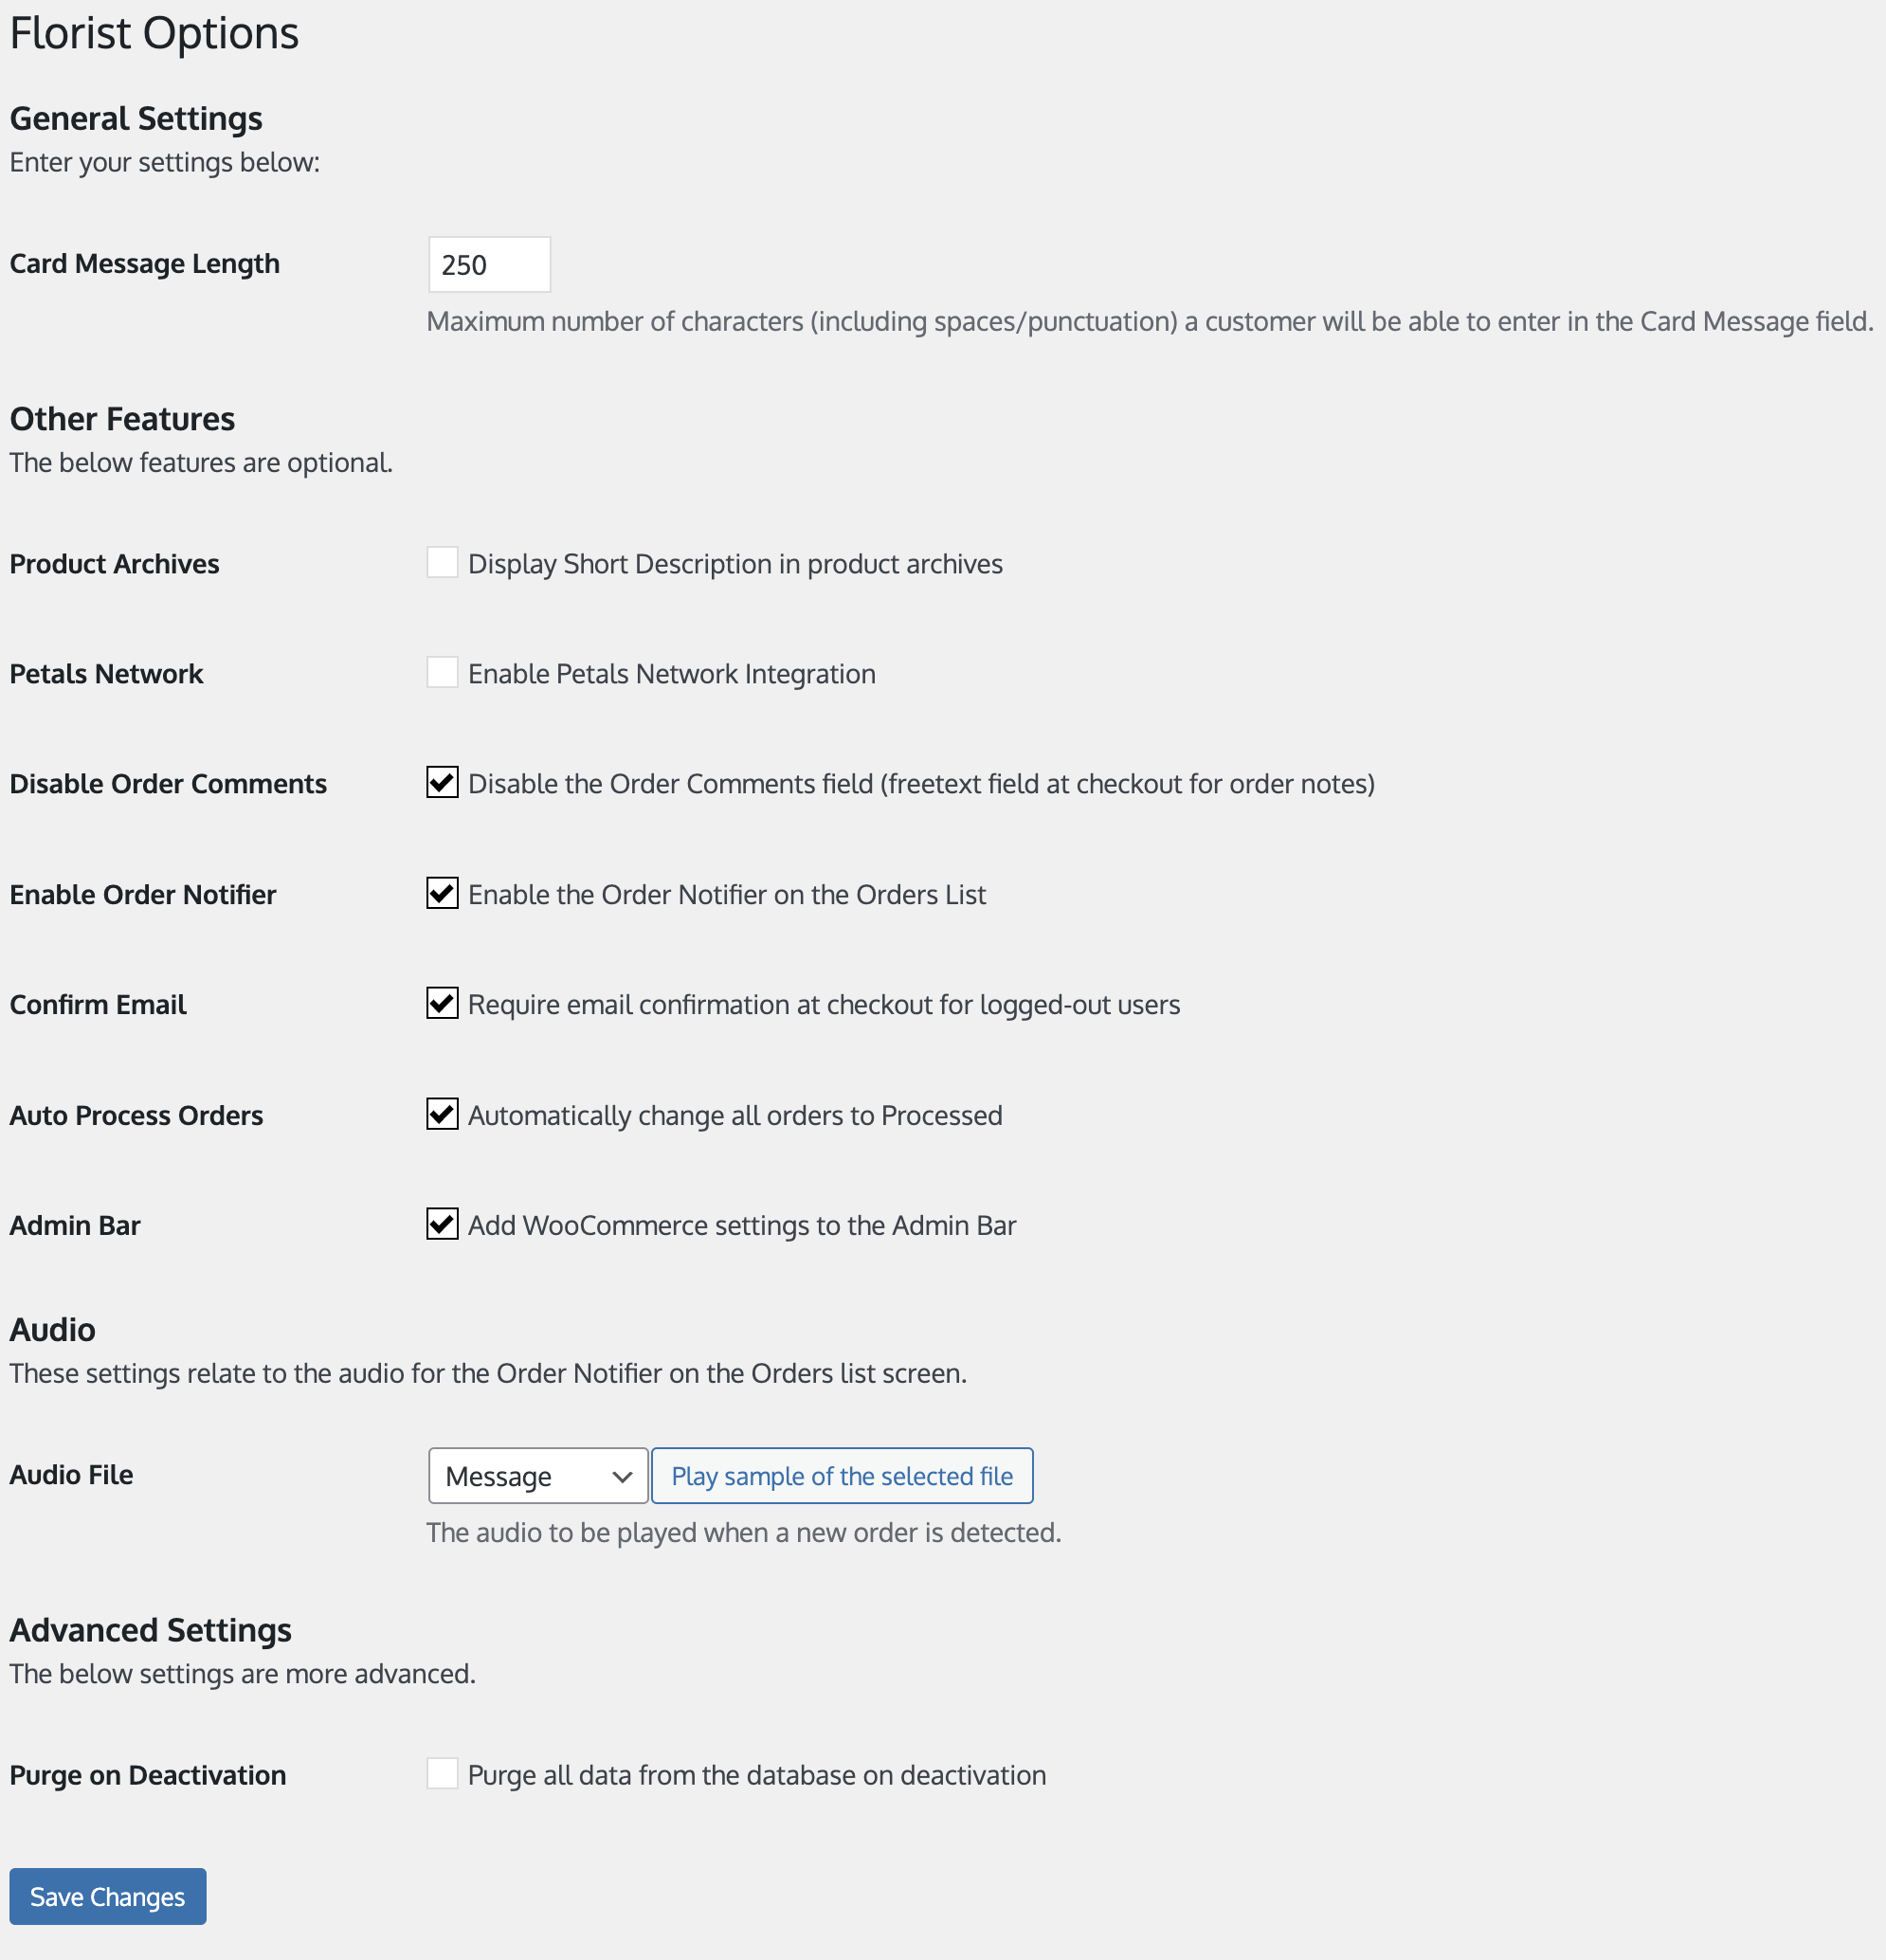 Florist Options
General Settings
Enter your settings below:
Card Message Length
250
Maximum number of characters (including spaces/punctuation) a customer will be able to enter in the Card Message field.
Other Features
The below features are optional.
Product Archives
Display Short Description in product archives
Petals Network
Enable Petals Network Integration
Disable Order Comments
Disable the Order Comments field (freetext field at checkout for order notes)
Enable Order Notifier
Enable the Order Notifier on the Orders List
Confirm Email
Require email confirmation at checkout for logged-out users
Auto Process Orders
Automatically change all orders to Processed
Admin Bar
Add WooCommerce settings to the Admin Bar
Audio
These settings relate to the audio for the Order Notifier on the Orders list screen.
Audio File
Message
Play sample of the selected file
The audio to be played when a new order is detected.
Advanced Settings
The below settings are more advanced.
Purge on Deactivation
Purge all data from the database on deactivation
Save Changes